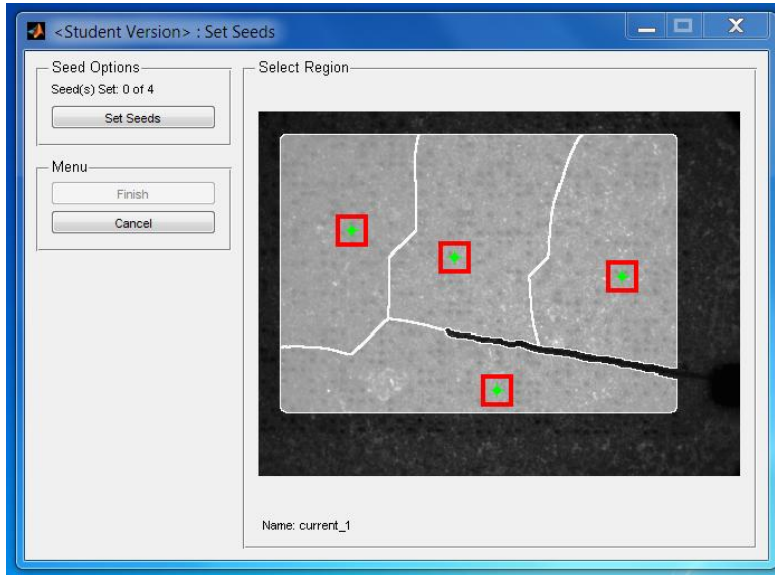 <Student Version> : Set Seeds
Seed Options
Seed(s) Set: 0 of 4
Set Seeds
Menu
Finish
Cancel
Select Region
Name: current_1